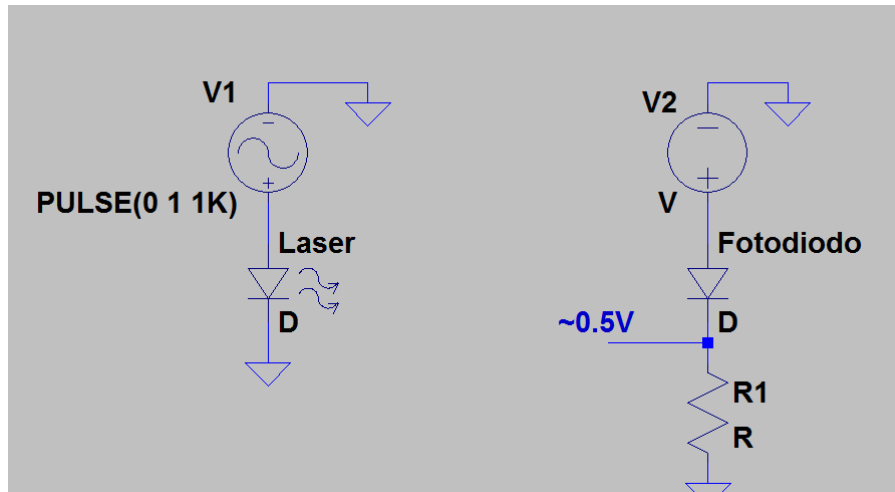 V1
PULSE(0 1 1K)
Laser
D
V2
V
Fotodiodo
D
~0.5V
R1
R